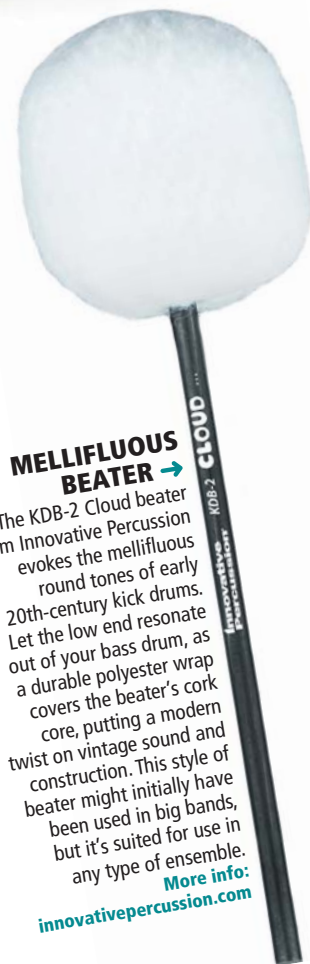 Innovative
Percussion
KDB-2 CLOUD ...
MELLIFLUOUS
BEATER →
The KDB-2 Cloud beater
m Innovative Percussion
evokes the mellifluous
round tones of early
20th-century kick drums.
Let the low end resonate
out of your bass drum, as
a durable polyester wrap
covers the beater's cork
core, putting a modern
twist on vintage sound and
construction. This style of
beater might initially have
been used in big bands,
but it's suited for use in
any type of ensemble.
More info:
innovativepercussion.com